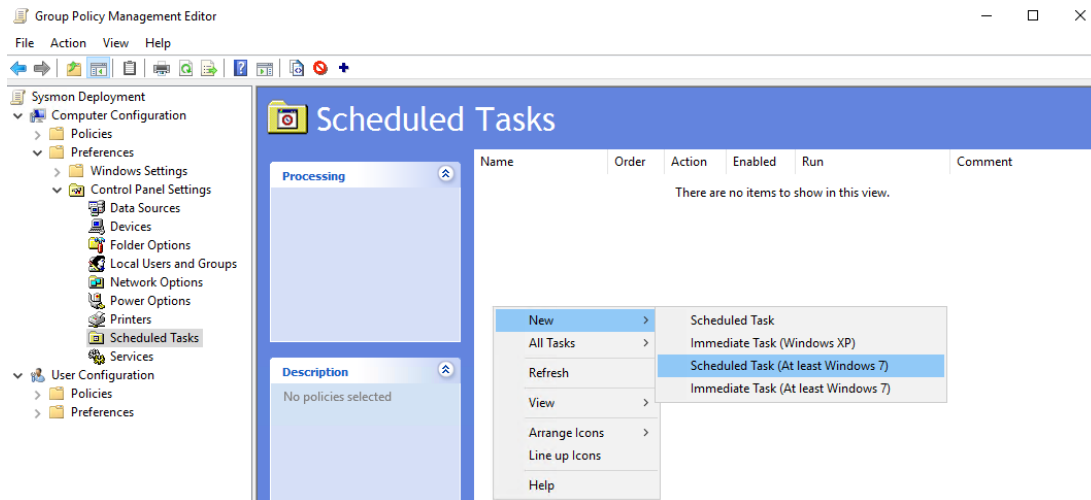 Group Policy Management Editor
File Action View Help
Sysmon Deployment
Computer Configuration
Policies
Preferences
Windows Settings
Control Panel Settings
Data Sources
Devices
Folder Options
Local Users and Groups
Network Options
Power Options
Printers
Scheduled Tasks
Services
User Configuration
Policies
Preferences
Scheduled Tasks
Processing
Description
No policies selected
Name Order Action Enabled Run Comment
There are no items to show in this view.
New
All Tasks
Refresh
View
Arrange Icons
Line up Icons
Help
Scheduled Task
Immediate Task (Windows XP)
Scheduled Task (At least Windows 7)
Immediate Task (At least Windows 7)